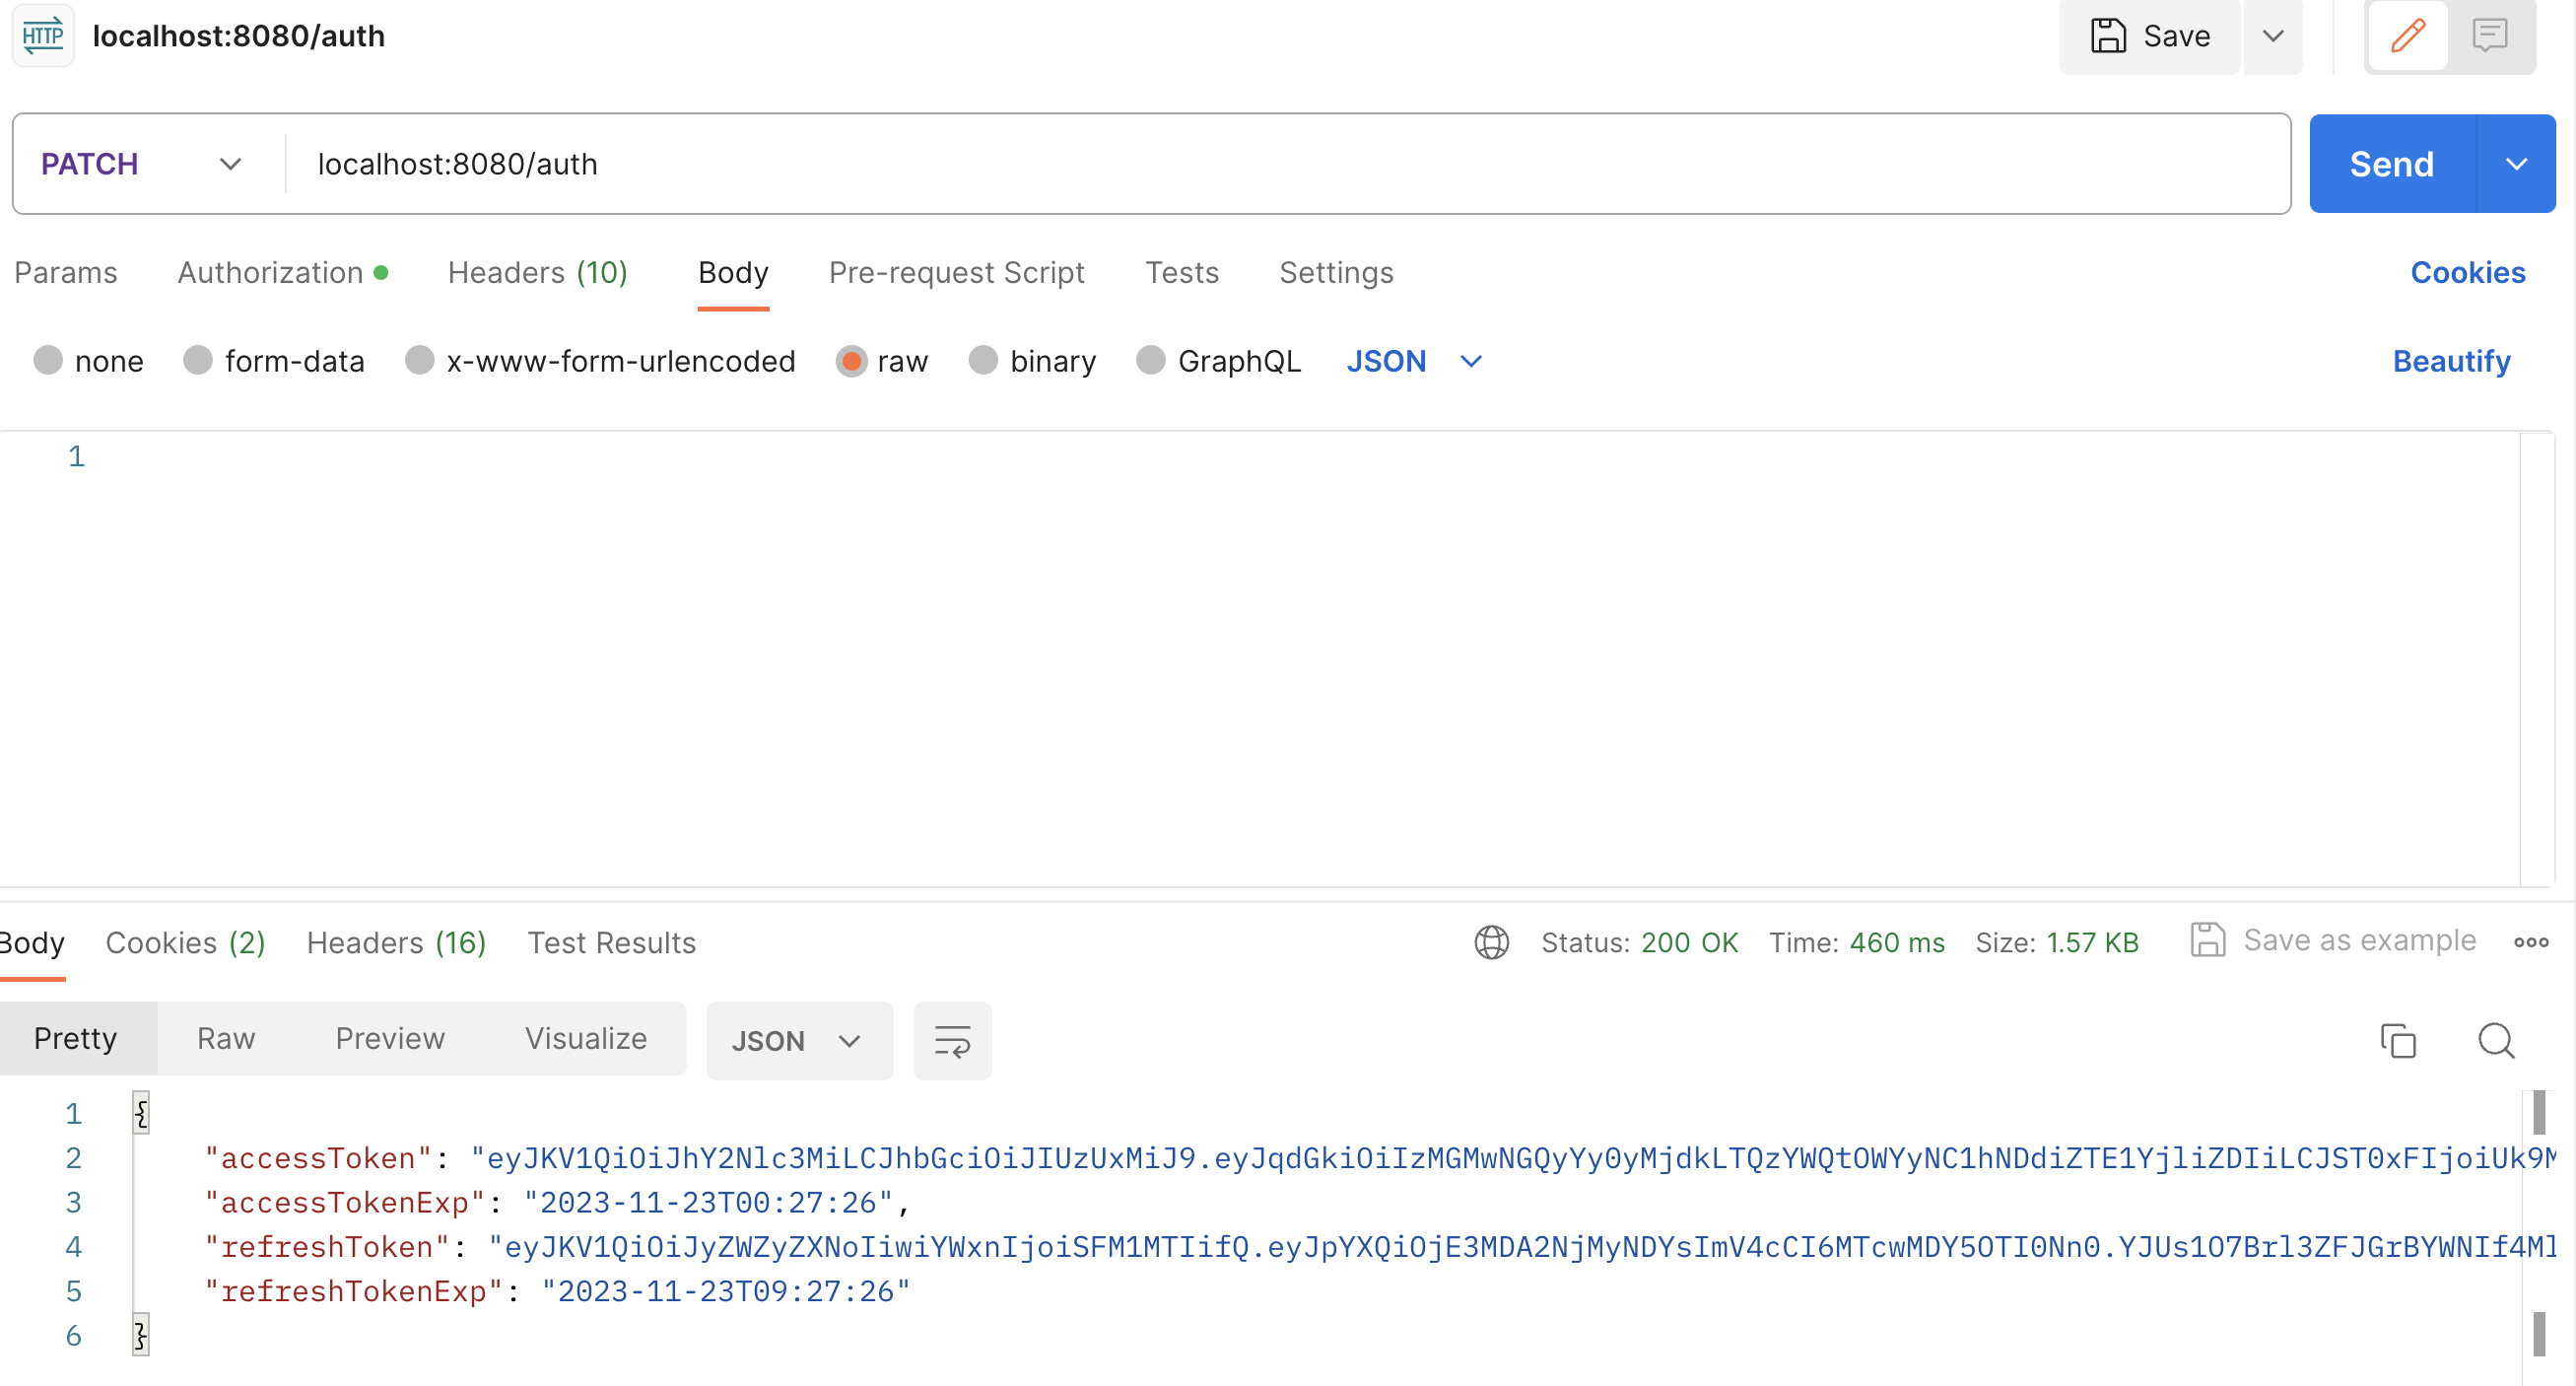 HTTP localhost:8080/auth Save
PATCH localhost:8080/auth Send
Params Authorization Headers (10) Body Pre-request Script Tests Settings Cookies
none form-data x-www-form-urlencoded raw binary GraphQL JSON Beautify
1
Body Cookies (2) Headers (16) Test Results Status: 200 OK Time: 460 ms Size: 1.57 KB Save as example
Pretty Raw Preview Visualize JSON
1 {
2 "accessToken": "eyJKV1QiOiJhY2Nlc3MiLCJhbGciOiJIUzUxMiJ9.eyJqdGkiOiIzMGMwNGQyYy0yMjdkLTQzYWQtOWYyNC1hNDdiZTE1YjliZDIiLCJST0xFIjoiUk9M
3 "accessTokenExp": "2023-11-23T00:27:26",
4 "refreshToken": "eyJKV1QiOiJyZWZyZXNoIiwiYWxnIjoiSFM1MTIifQ.eyJpYXQiOjE3MDA2NjMyNDYsImV4cCI6MTcwMDY5OTI0Nn0.YJUs1O7Brl3ZFJGrBYWNIf4Ml
5 "refreshTokenExp": "2023-11-23T09:27:26"
6 }